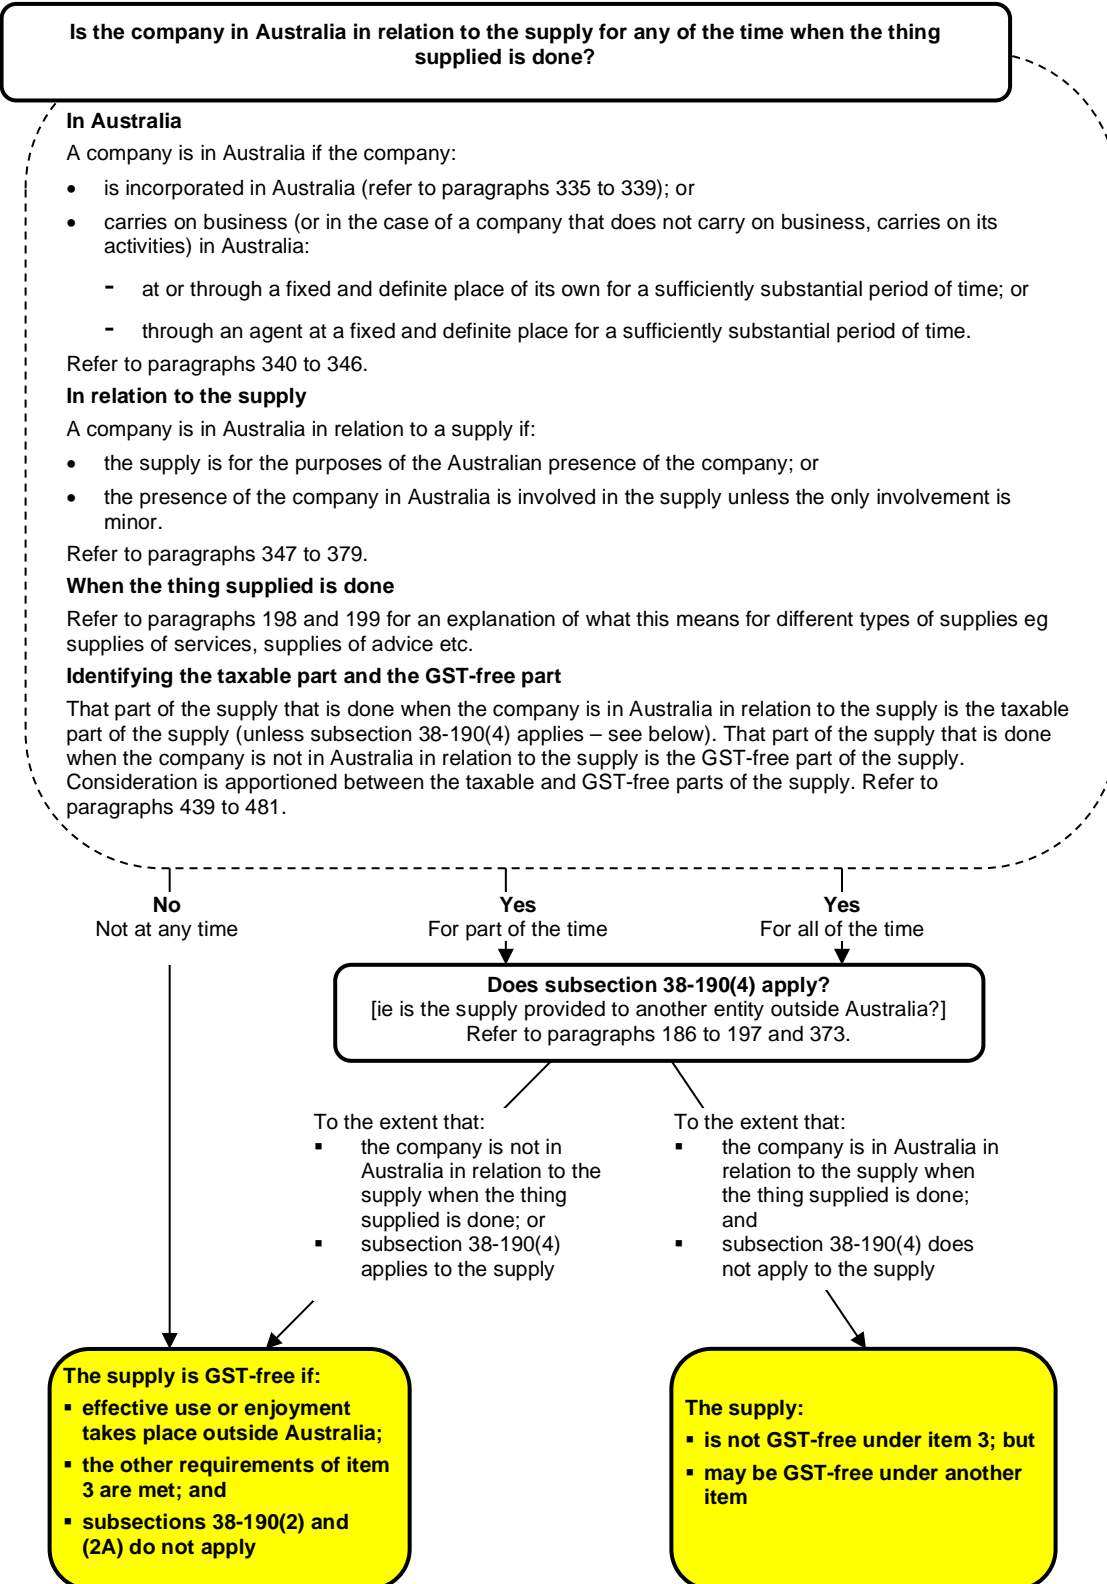 Is the company in Australia in relation to the supply for any of the time when the thing
supplied is done?
In Australia
A company is in Australia if the company:
• is incorporated in Australia (refer to paragraphs 335 to 339); or
• carries on business (or in the case of a company that does not carry on business, carries on its
activities) in Australia:
- at or through a fixed and definite place of its own for a sufficiently substantial period of time; or
- through an agent at a fixed and definite place for a sufficiently substantial period of time.
Refer to paragraphs 340 to 346.
In relation to the supply
A company is in Australia in relation to a supply if:
• the supply is for the purposes of the Australian presence of the company; or
• the presence of the company in Australia is involved in the supply unless the only involvement is
minor.
Refer to paragraphs 347 to 379.
When the thing supplied is done
Refer to paragraphs 198 and 199 for an explanation of what this means for different types of supplies eg
supplies of services, supplies of advice etc.
Identifying the taxable part and the GST-free part
That part of the supply that is done when the company is in Australia in relation to the supply is the taxable
part of the supply (unless subsection 38-190(4) applies – see below). That part of the supply that is done
when the company is not in Australia in relation to the supply is the GST-free part of the supply.
Consideration is apportioned between the taxable and GST-free parts of the supply. Refer to
paragraphs 439 to 481.
No
Not at any time
Yes
For part of the time
Yes
For all of the time
Does subsection 38-190(4) apply?
[ie is the supply provided to another entity outside Australia?]
Refer to paragraphs 186 to 197 and 373.
To the extent that:
▪ the company is not in
Australia in relation to the
supply when the thing
supplied is done; or
▪ subsection 38-190(4)
applies to the supply
To the extent that:
▪ the company is in Australia in
relation to the supply when
the thing supplied is done;
and
▪ subsection 38-190(4) does
not apply to the supply
The supply is GST-free if:
▪ effective use or enjoyment
takes place outside Australia;
▪ the other requirements of item
3 are met; and
▪ subsections 38-190(2) and
(2A) do not apply
The supply:
▪ is not GST-free under item 3; but
▪ may be GST-free under another
item